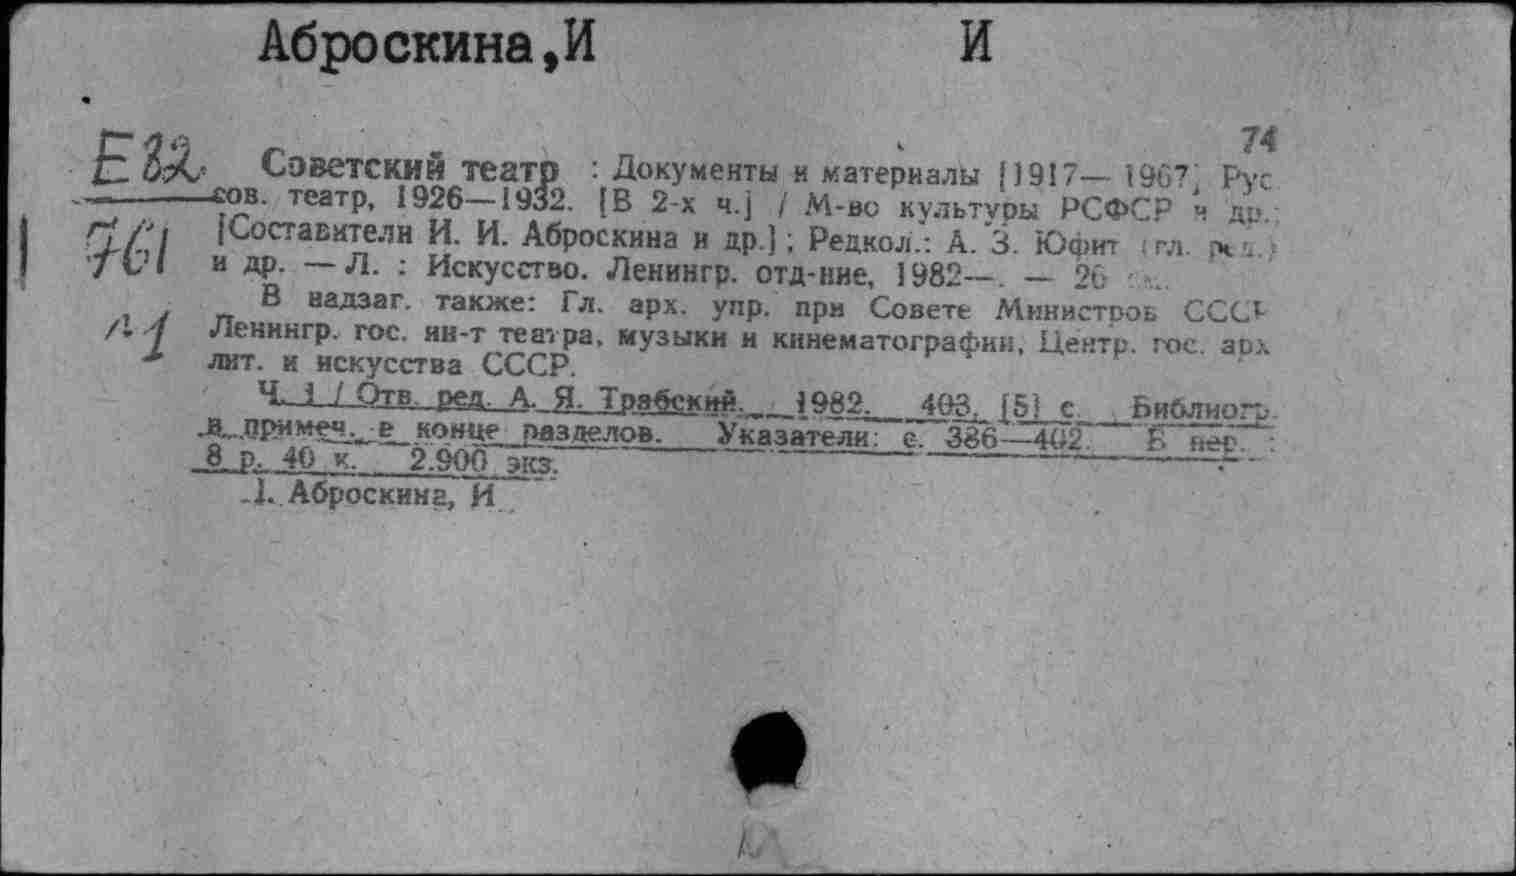 Аброскина,И И
74
Е82
Советский театр : Документы и материалы [1917— 1967] Рус
сов. театр, 1926—1932. [В 2-х ч.] / М-во культуры РСФСР и др.;
761 [Составители И. И. Аброскина и др.] ; Редкол.: А. З. Юфит (гл. ред.)
и др. — Л. : Искусство. Ленингр. отд-ние, 1982—. — 26
В надзаг. также: Гл. арх. упр. при Совете Министров СССР
Ленингр. гос. ин-т театра, музыки и кинематографии, Центр. гос. арх
лит. и искусства СССР.
Ч. 1 / Отв. ред. А. Я. Трабский. 1982. 403, [5] с. Библиогр.
в примеч. в конце разделов. Указатели: с. 386—402. В пер. :
8 р. 40 к. 2.900 экз.
1. Аброскина, И